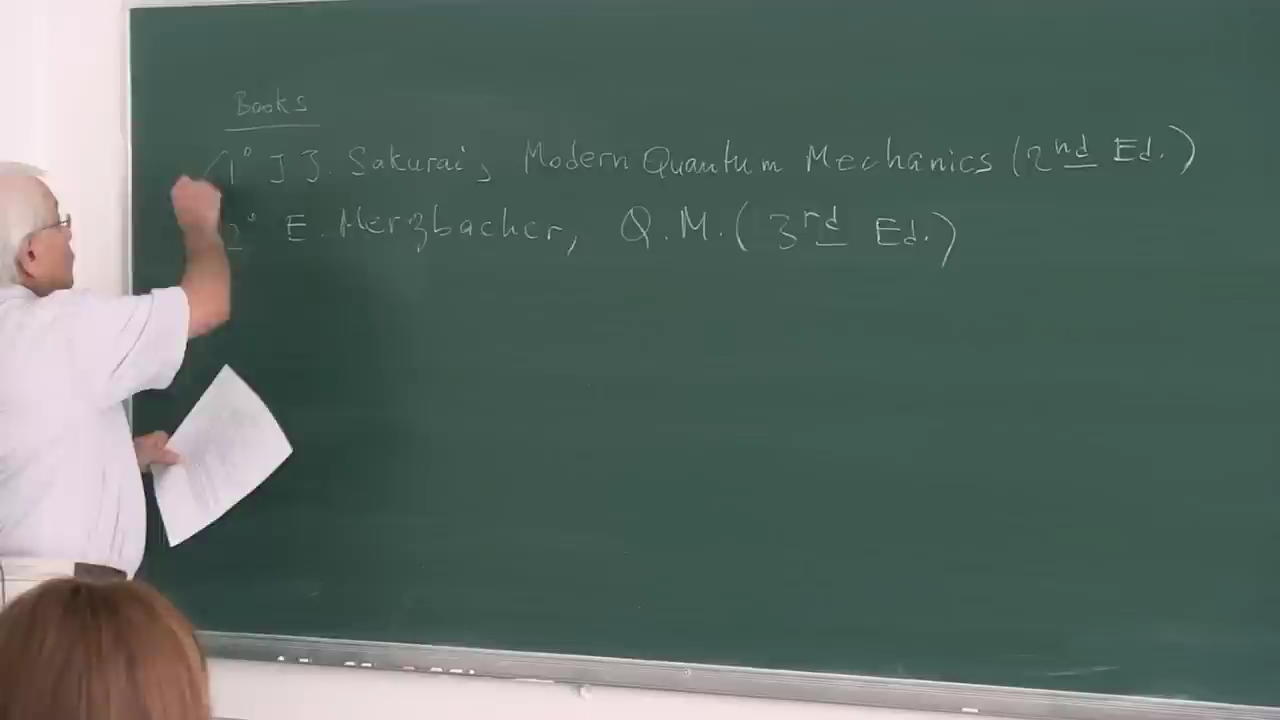 Books
1° J J. Sakurai, Modern Quantum Mechanics (2nd Ed.)
2° E. Merzbacher, Q.M. (3rd Ed.)